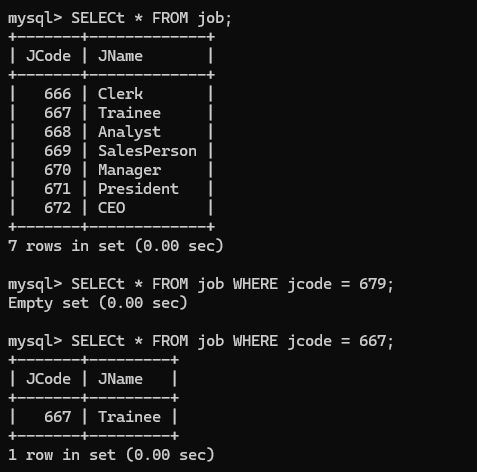 mysql> SELECt * FROM job;
+-------+-------------+
| JCode | JName       |
+-------+-------------+
|   666 | Clerk       |
|   667 | Trainee     |
|   668 | Analyst     |
|   669 | SalesPerson |
|   670 | Manager     |
|   671 | President   |
|   672 | CEO         |
+-------+-------------+
7 rows in set (0.00 sec)

mysql> SELECt * FROM job WHERE jcode = 679;
Empty set (0.00 sec)

mysql> SELECt * FROM job WHERE jcode = 667;
+-------+---------+
| JCode | JName   |
+-------+---------+
|   667 | Trainee |
+-------+---------+
1 row in set (0.00 sec)